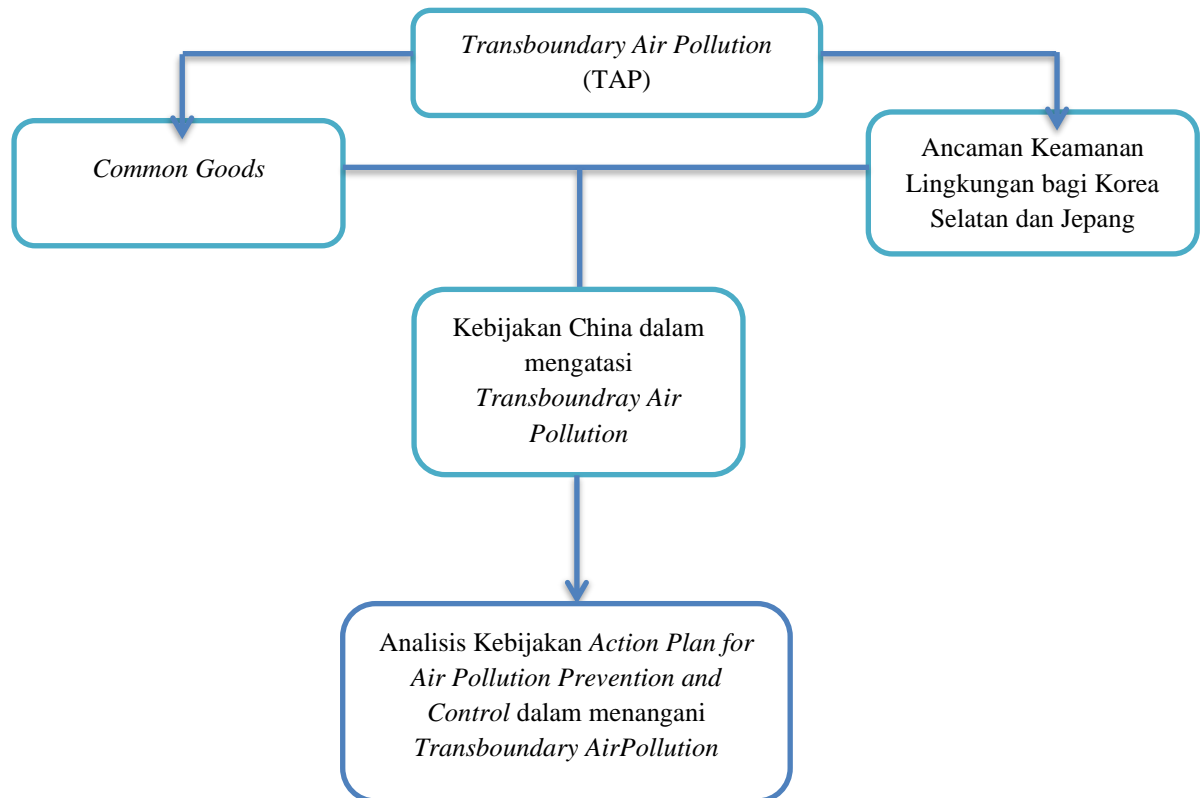 Transboundary Air Pollution
(TAP)
Common Goods
Ancaman Keamanan
Lingkungan bagi Korea
Selatan dan Jepang
Kebijakan China dalam
mengatasi
Transboundray Air
Pollution
Analisis Kebijakan Action Plan for
Air Pollution Prevention and
Control dalam menangani
Transboundary AirPollution